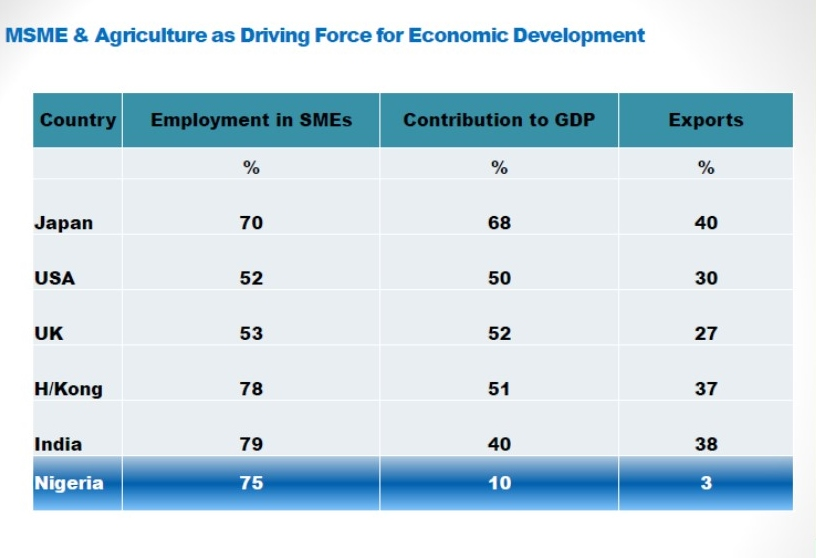 MSME & Agriculture as Driving Force for Economic Development
Country Employment in SMEs Contribution to GDP Exports
% % %
Japan 70 68 40
USA 52 50 30
UK 53 52 27
H/Kong 78 51 37
India 79 40 38
Nigeria 75 10 3